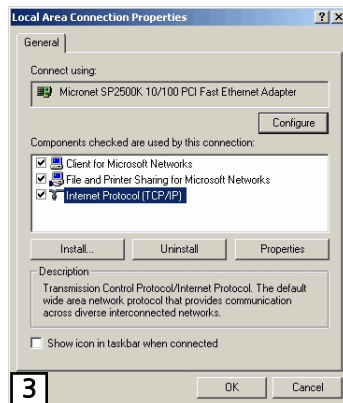 Local Area Connection Properties
General
Connect using:
Micronet SP2500K 10/100 PCI Fast Ethernet Adapter
Configure
Components checked are used by this connection:
Client for Microsoft Networks
File and Printer Sharing for Microsoft Networks
Internet Protocol (TCP/IP)
Install... Uninstall Properties
Description
Transmission Control Protocol/Internet Protocol. The default
wide area network protocol that provides communication
across diverse interconnected networks.
Show icon in taskbar when connected
3 OK Cancel